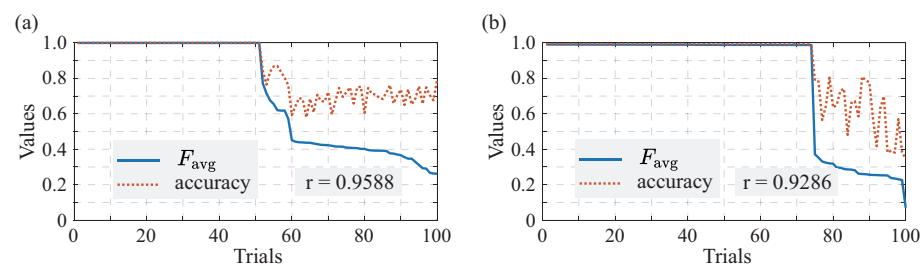 (a)
1.0
0.8
0.6
0.4
0.2
0
Values
F_avg
accuracy
r = 0.9588
0 20 40 60 80 100
Trials
(b)
1.0
0.8
0.6
0.4
0.2
0
Values
F_avg
accuracy
r = 0.9286
0 20 40 60 80 100
Trials